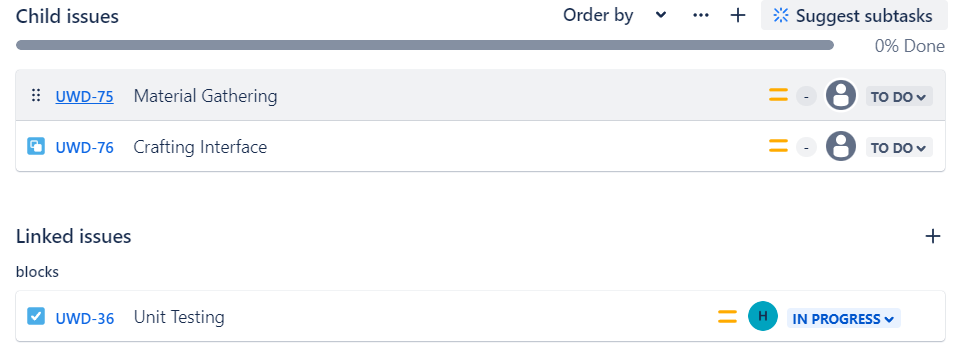 Child issues Order by ••• + Suggest subtasks
0% Done
UWD-75 Material Gathering - TO DO
UWD-76 Crafting Interface - TO DO
Linked issues +
blocks
UWD-36 Unit Testing H IN PROGRESS